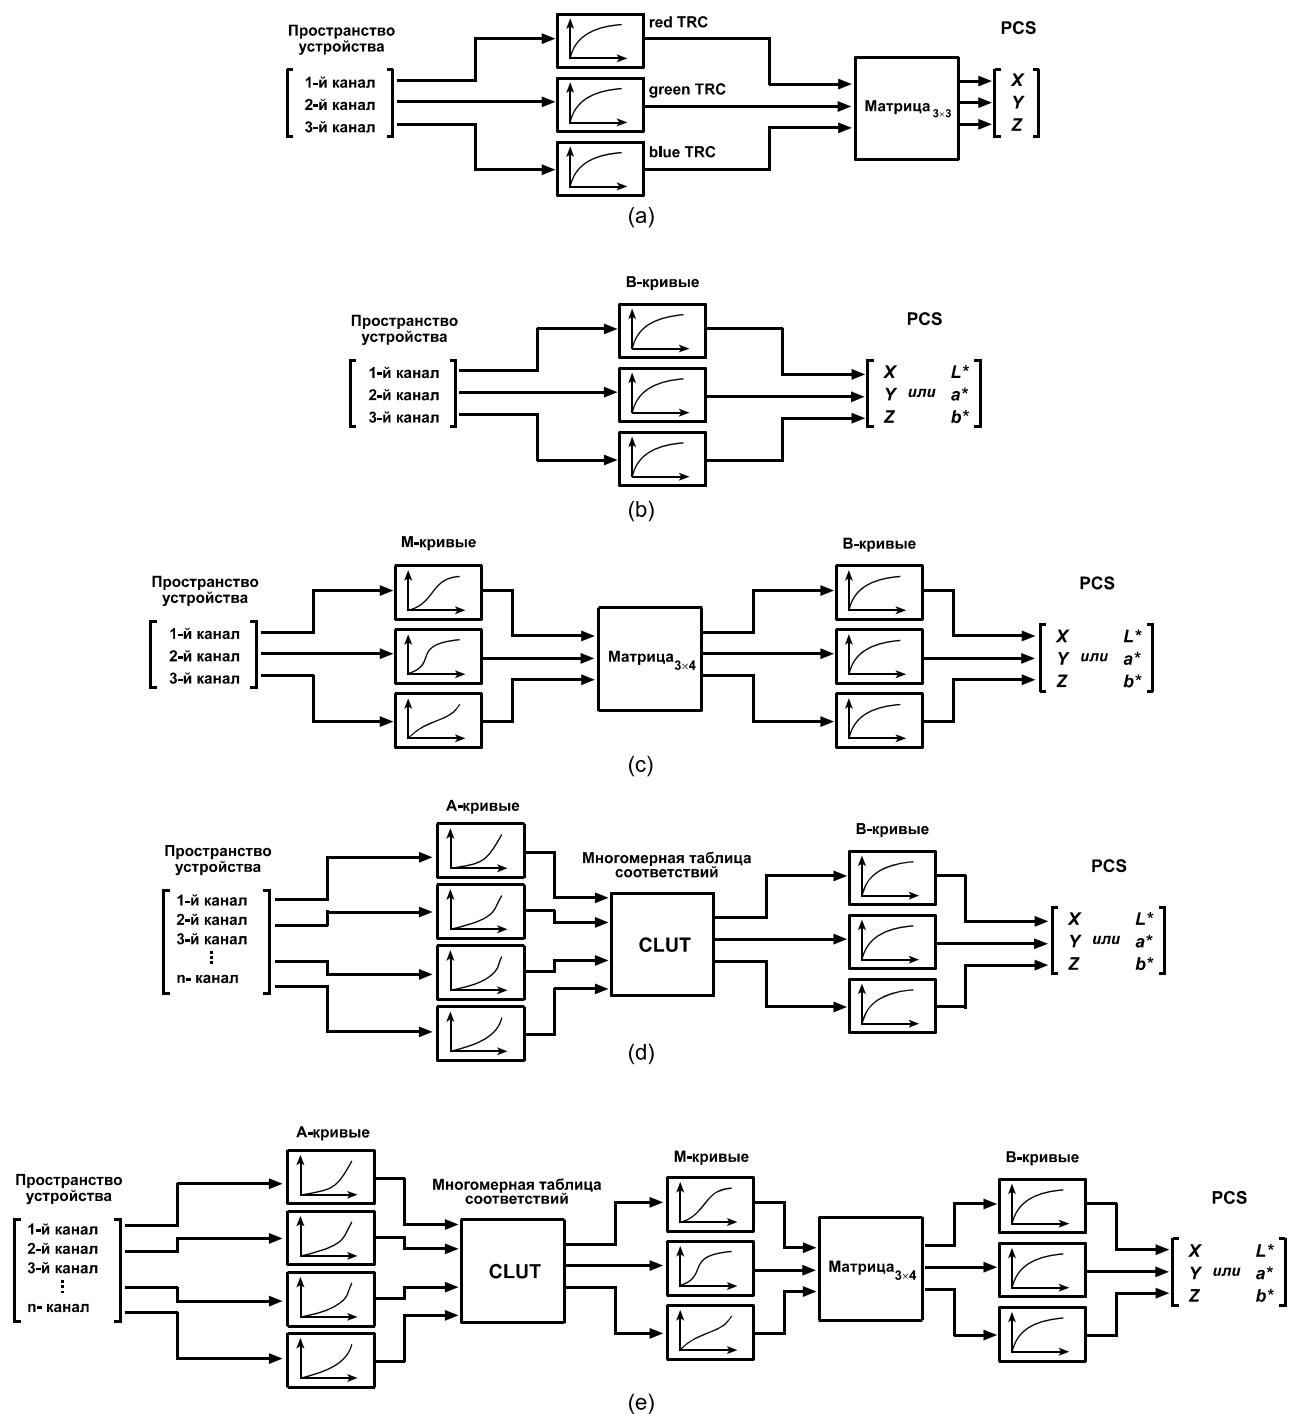 Пространство
устройства
1-й канал
2-й канал
3-й канал
red TRC
green TRC
blue TRC
Матрица3×3
PCS
X
Y
Z
(a)
B-кривые
Пространство
устройства
1-й канал
2-й канал
3-й канал
PCS
X L*
Y или a*
Z b*
(b)
M-кривые
B-кривые
Пространство
устройства
1-й канал
2-й канал
3-й канал
Матрица3×4
PCS
X L*
Y или a*
Z b*
(c)
A-кривые
B-кривые
Пространство
устройства
1-й канал
2-й канал
3-й канал
⋮
n- канал
Многомерная таблица
соответствий
CLUT
PCS
X L*
Y или a*
Z b*
(d)
A-кривые
M-кривые
B-кривые
Пространство
устройства
1-й канал
2-й канал
3-й канал
⋮
n- канал
Многомерная таблица
соответствий
CLUT
Матрица3×4
PCS
X L*
Y или a*
Z b*
(e)